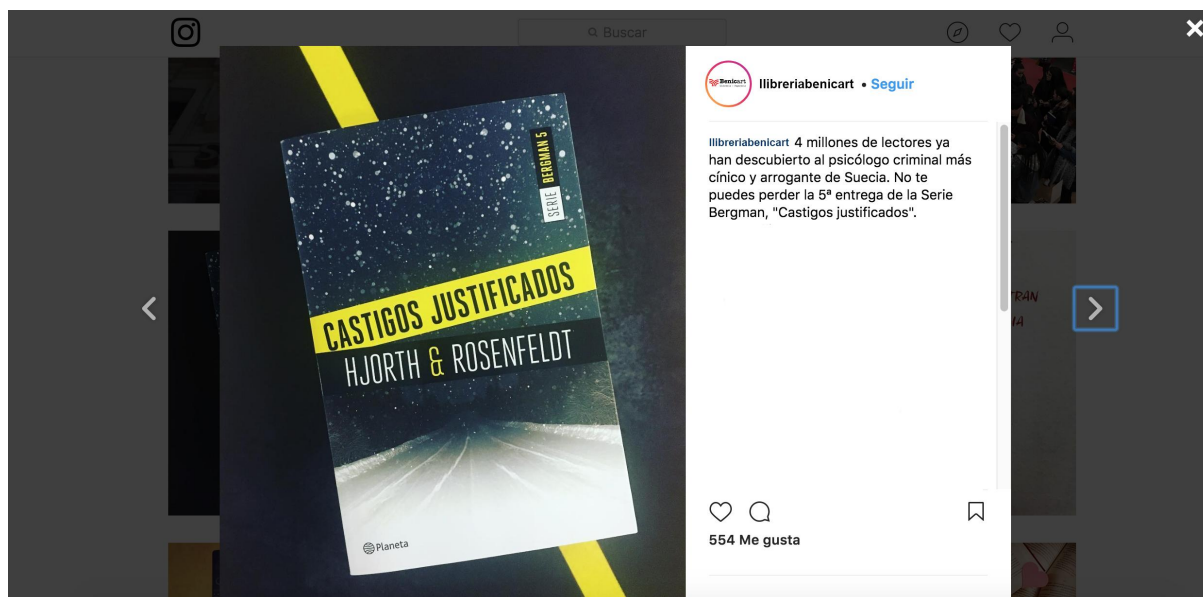 Buscar
SERIE BERGMAN 5
CASTIGOS JUSTIFICADOS
HJORTH & ROSENFELDT
Planeta
Benicart
llibreriabenicart • Seguir
llibreriabenicart 4 millones de lectores ya
han descubierto al psicólogo criminal más
cínico y arrogante de Suecia. No te
puedes perder la 5ª entrega de la Serie
Bergman, "Castigos justificados".
554 Me gusta